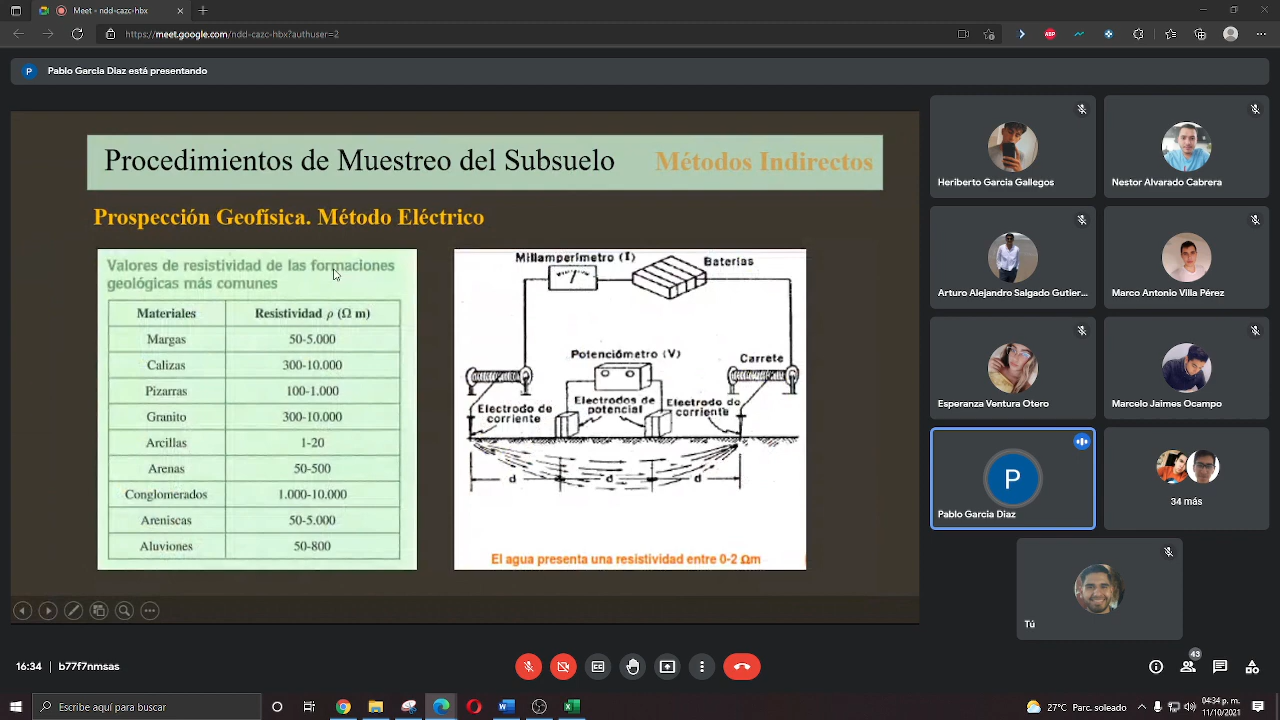 Meet - ndd-cazc-hbx
https://meet.google.com/ndd-cazc-hbx?authuser=2
P
Pablo Garcia Diaz está presentando
Procedimientos de Muestreo del Subsuelo
Métodos Indirectos
Prospección Geofísica. Método Eléctrico
Valores de resistividad de las formaciones
geológicas más comunes
Materiales Resistividad ρ (Ω m)
Margas 50-5.000
Calizas 300-10.000
Pizarras 100-1.000
Granito 300-10.000
Arcillas 1-20
Arenas 50-500
Conglomerados 1.000-10.000
Areniscas 50-5.000
Aluviones 50-800
Millamperímetro (I)
Baterías
Potenciómetro (V)
Carrete
Electrodo de
corriente
Electrodos de
potencial
Electrodo de
corriente
d d d
El agua presenta una resistividad entre 0-2 Ωm
Heriberto Garcia Gallegos
Nestor Alvarado Cabrera
Arturo Alejandro Salgado Gutier...
Marco Antonio Villa Pérez
Esperanza Ventura Otero
Marcelo Jaimes Ocampo
P
Pablo Garcia Diaz
34 más
Tú
16:34 | b77f7nnsas
43
Escribe aquí para buscar
27°C Soleado
04:34 p. m.
11/10/2021